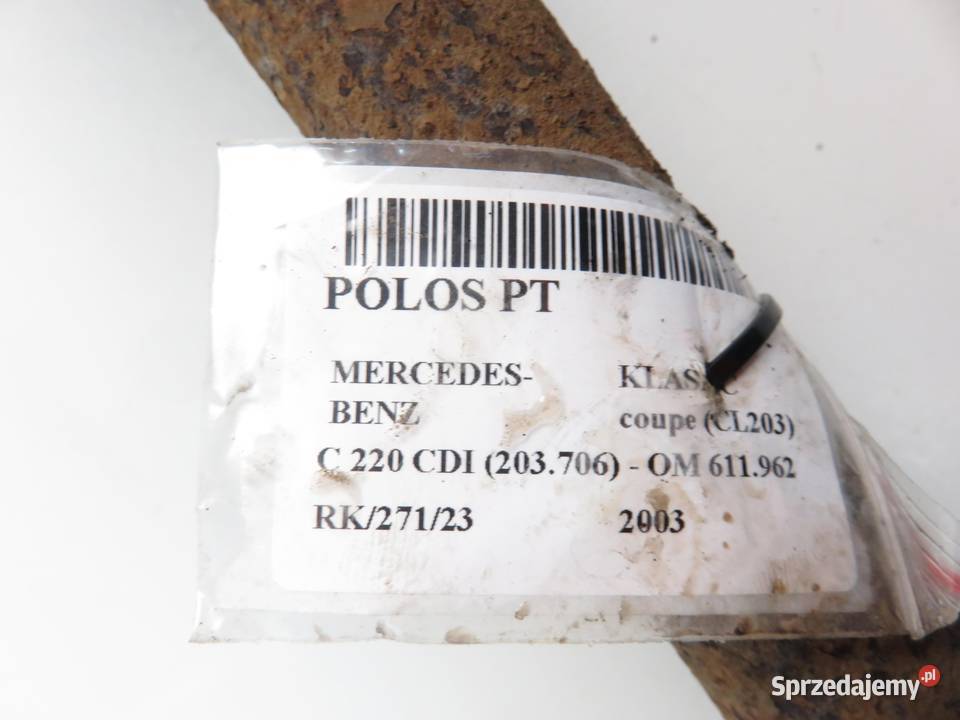 POLOS PT
MERCEDES-
BENZ
coupe (CL203)
C 220 CDI (203.706) - OM 611.962
RK/271/23
2003
Sprzedajemy.pl